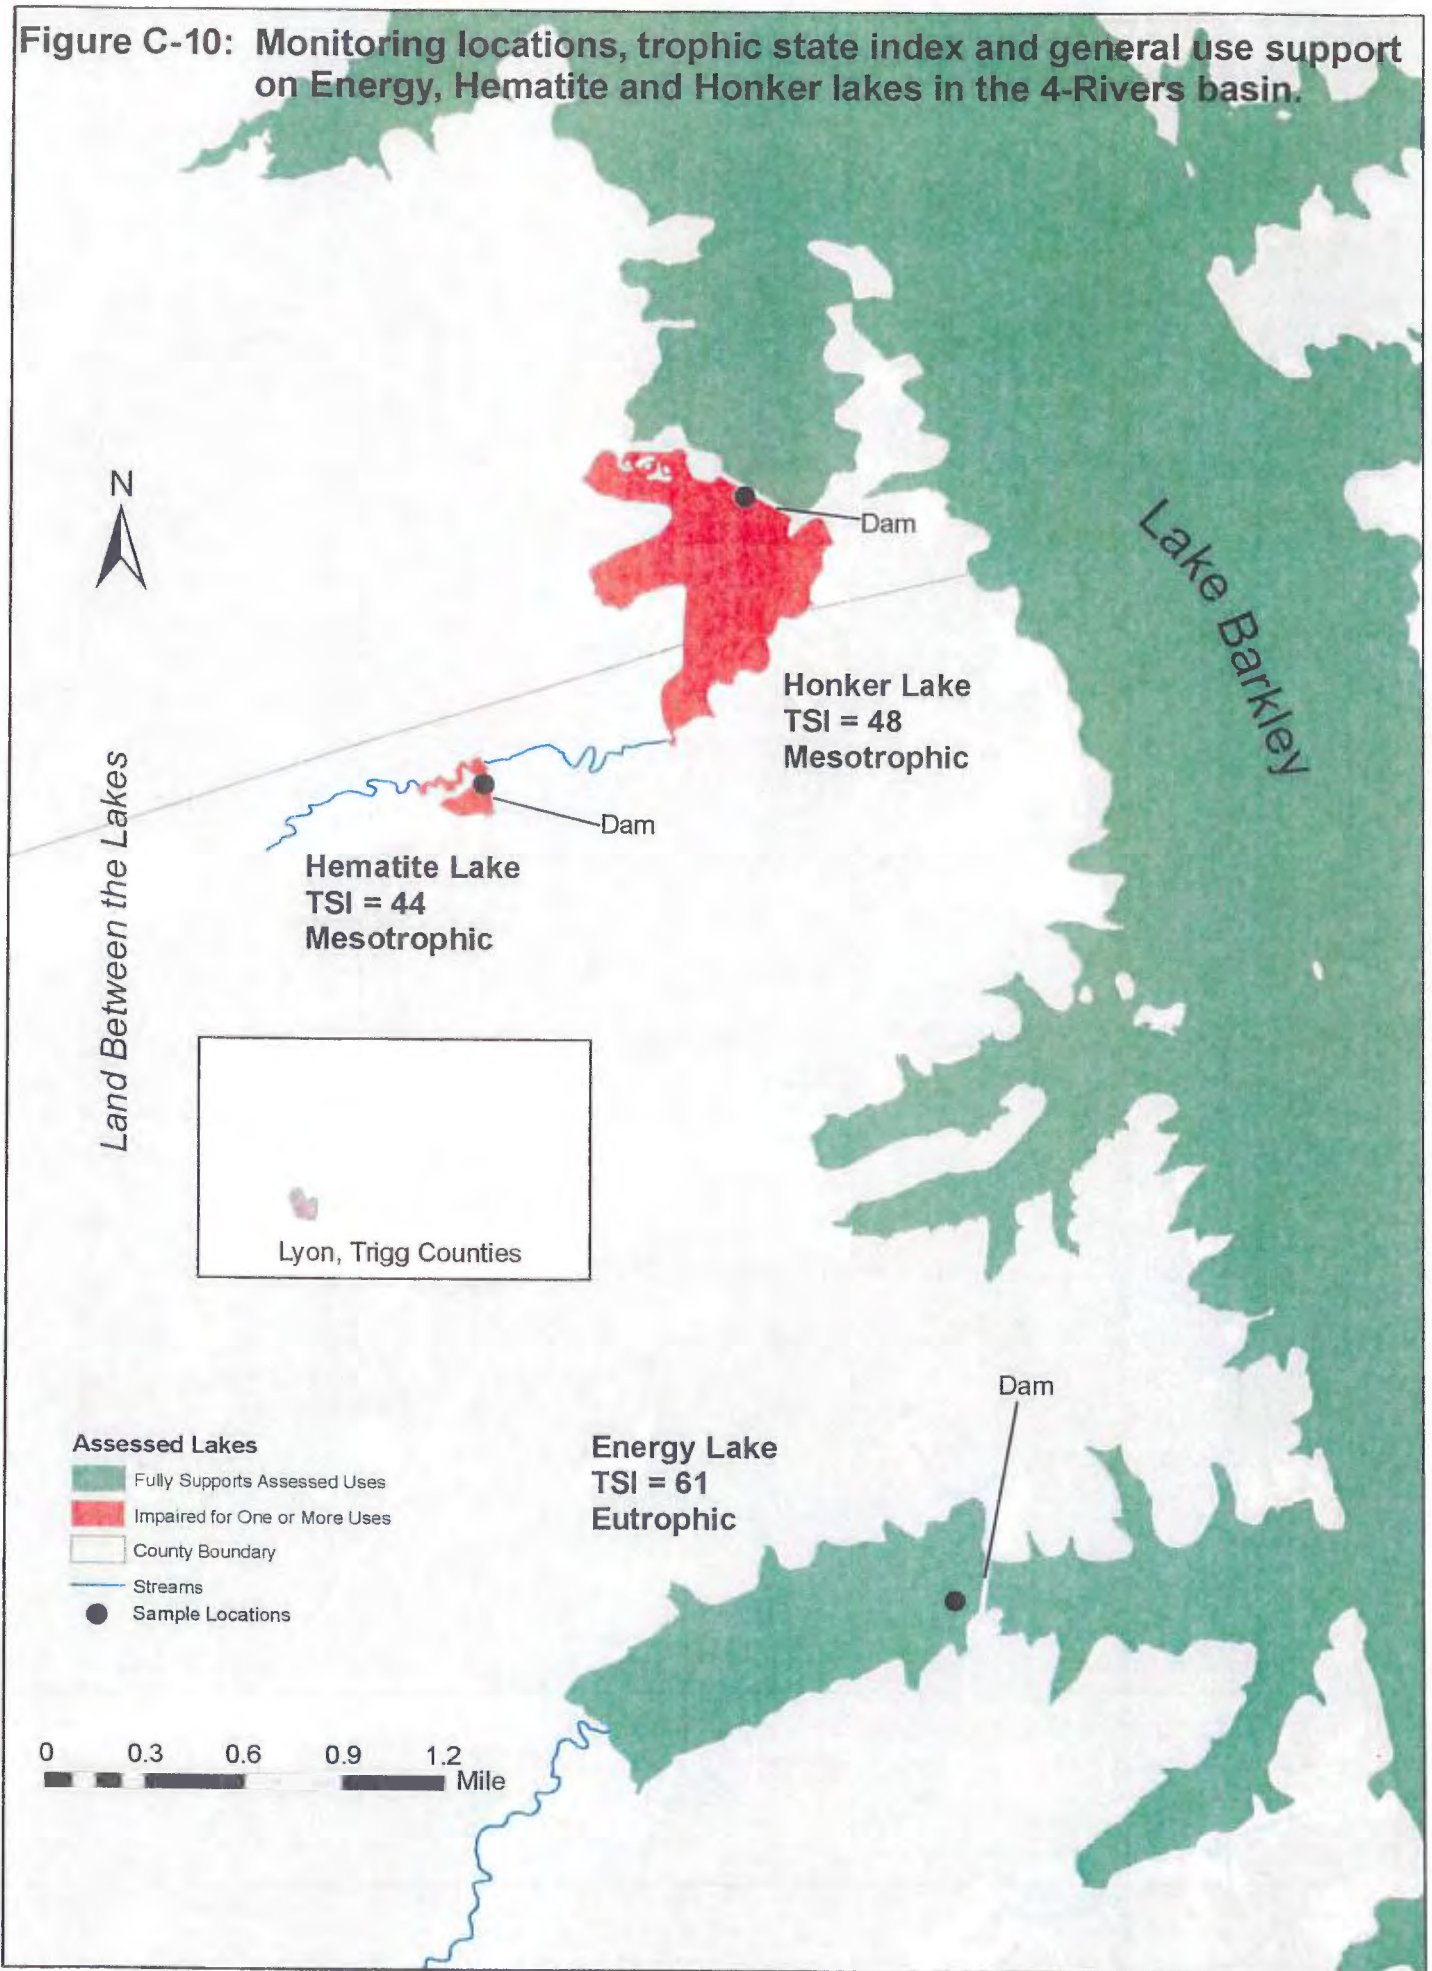 Figure C-10: Monitoring locations, trophic state index and general use support
on Energy, Hematite and Honker lakes in the 4-Rivers basin.
N
Dam
Lake Barkley
Honker Lake
TSI = 48
Mesotrophic
Dam
Hematite Lake
TSI = 44
Mesotrophic
Land Between the Lakes
Lyon, Trigg Counties
Dam
Energy Lake
TSI = 61
Eutrophic
Assessed Lakes
Fully Supports Assessed Uses
Impaired for One or More Uses
County Boundary
Streams
Sample Locations
0 0.3 0.6 0.9 1.2
Mile